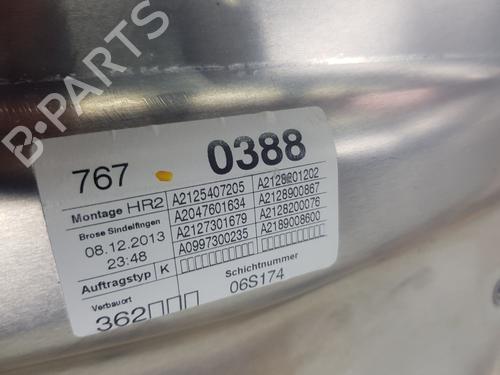 B-PARTS
767 0388
Montage HR2 A2125407205 A2128201202
Brose Sindelfingen A2047601634 A2128900867
08.12.2013 A2127301679 A2128200076
23:48 A0997300235 A2189008600
Auftragstyp K
Schichtnummer
Verbauort 06S174
362